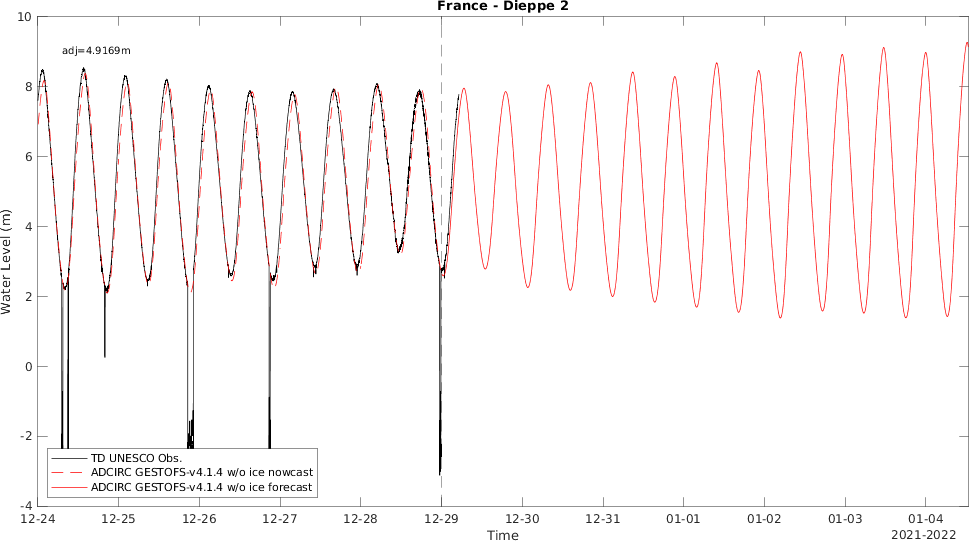 France - Dieppe 2
adj=4.9169m
10
8
6
4
2
0
-2
-4
Water Level (m)
TD UNESCO Obs.
ADCIRC GESTOFS-v4.1.4 w/o ice nowcast
ADCIRC GESTOFS-v4.1.4 w/o ice forecast
12-24 12-25 12-26 12-27 12-28 12-29 12-30 12-31 01-01 01-02 01-03 01-04
Time
2021-2022